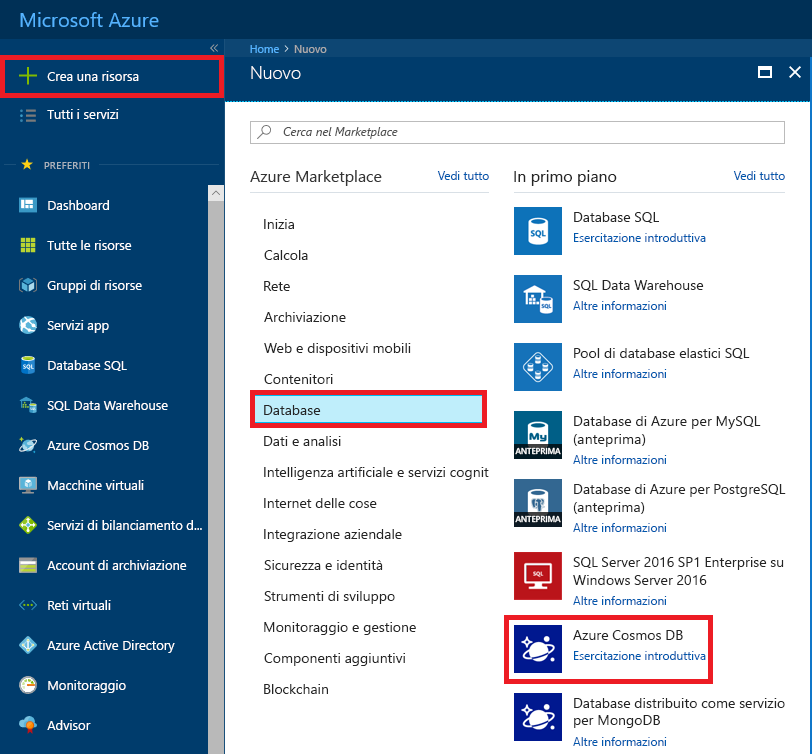 Microsoft Azure
«
Crea una risorsa
Tutti i servizi
PREFERITI
Dashboard
Tutte le risorse
Gruppi di risorse
Servizi app
Database SQL
SQL Data Warehouse
Azure Cosmos DB
Macchine virtuali
Servizi di bilanciamento d...
Account di archiviazione
Reti virtuali
Azure Active Directory
Monitoraggio
Advisor
Home > Nuovo
Nuovo
Cerca nel Marketplace
Azure Marketplace
Vedi tutto
Inizia
Calcola
Rete
Archiviazione
Web e dispositivi mobili
Contenitori
Database
Dati e analisi
Intelligenza artificiale e servizi cognit
Internet delle cose
Integrazione aziendale
Sicurezza e identità
Strumenti di sviluppo
Monitoraggio e gestione
Componenti aggiuntivi
Blockchain
In primo piano
Vedi tutto
SQL
Database SQL
Esercitazione introduttiva
SQL Data Warehouse
Altre informazioni
Pool di database elastici SQL
Altre informazioni
My
ANTEPRIMA
Database di Azure per MySQL
(anteprima)
Altre informazioni
ANTEPRIMA
Database di Azure per PostgreSQL
(anteprima)
Altre informazioni
SQL
SQL Server 2016 SP1 Enterprise su
Windows Server 2016
Altre informazioni
Azure Cosmos DB
Esercitazione introduttiva
Database distribuito come servizio
per MongoDB
Altre informazioni